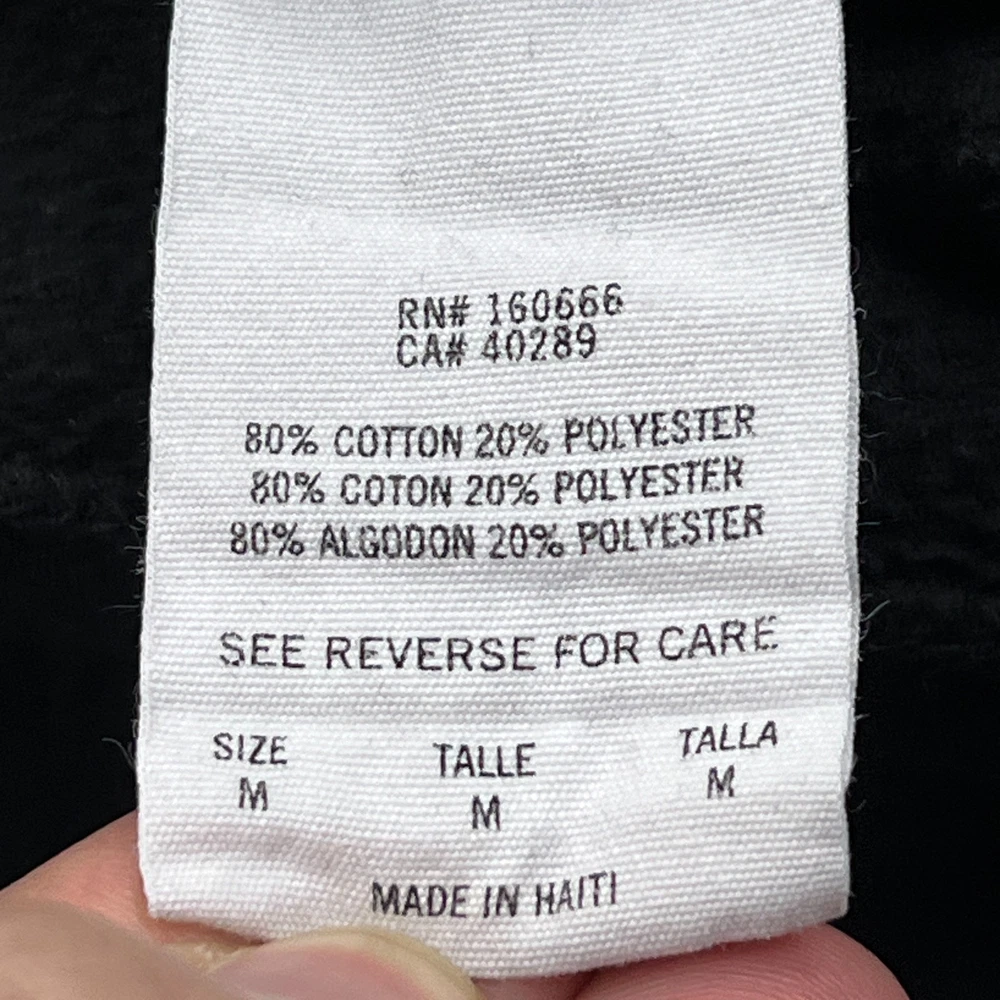 RN# 160666
CA# 40289
80% COTTON 20% POLYESTER
80% COTON 20% POLYESTER
80% ALGODON 20% POLYESTER
SEE REVERSE FOR CARE
SIZE TALLE TALLA
M M M
MADE IN HAITI